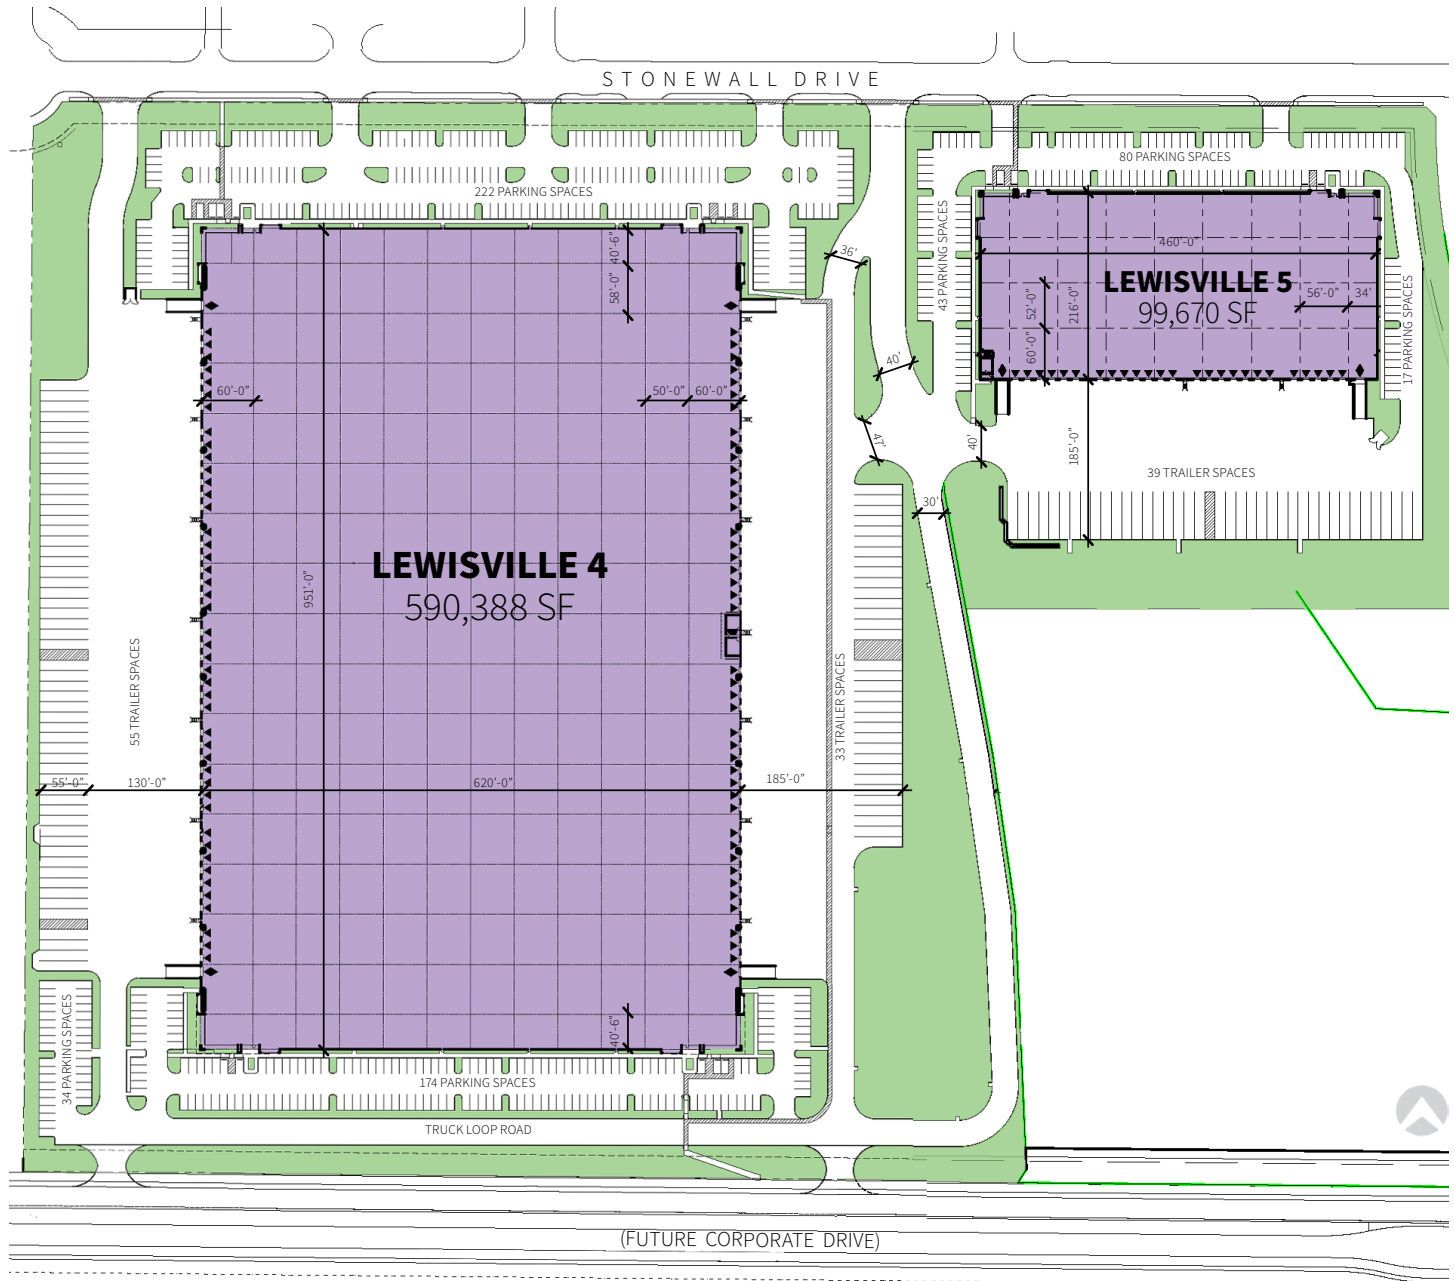 STONEWALL DRIVE
80 PARKING SPACES
222 PARKING SPACES
43 PARKING SPACES
36'
40'-6"
58'-0"
460'-0"
LEWISVILLE 5
99,670 SF
56'-0"
34'
52'-0"
216'-0"
60'-0"
17 PARKING SPACES
40'
60'-0"
50'-0"
60'-0"
47'
40'
185'-0"
39 TRAILER SPACES
30'
LEWISVILLE 4
590,388 SF
951'-0"
55 TRAILER SPACES
33 TRAILER SPACES
55'-0"
130'-0"
620'-0"
185'-0"
34 PARKING SPACES
40'-6"
174 PARKING SPACES
TRUCK LOOP ROAD
(FUTURE CORPORATE DRIVE)